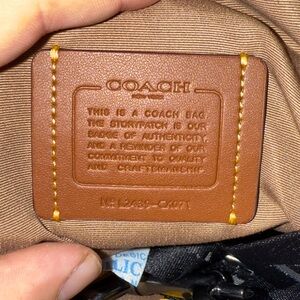 COACH
THIS IS A COACH BAG.
THE STORYPATCH IS OUR
BADGE OF AUTHENTICITY,
AND A REMINDER OF OUR
COMMITMENT TO QUALITY
AND CRAFTSMANSHIP.